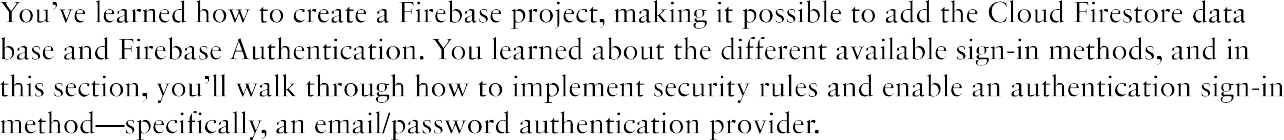 You’ve learned how to create a Firebase project, making it possible to add the Cloud Firestore data
base and Firebase Authentication. You learned about the different available sign-in methods, and in
this section, you’ll walk through how to implement security rules and enable an authentication sign-in
method—specifically, an email/password authentication provider.